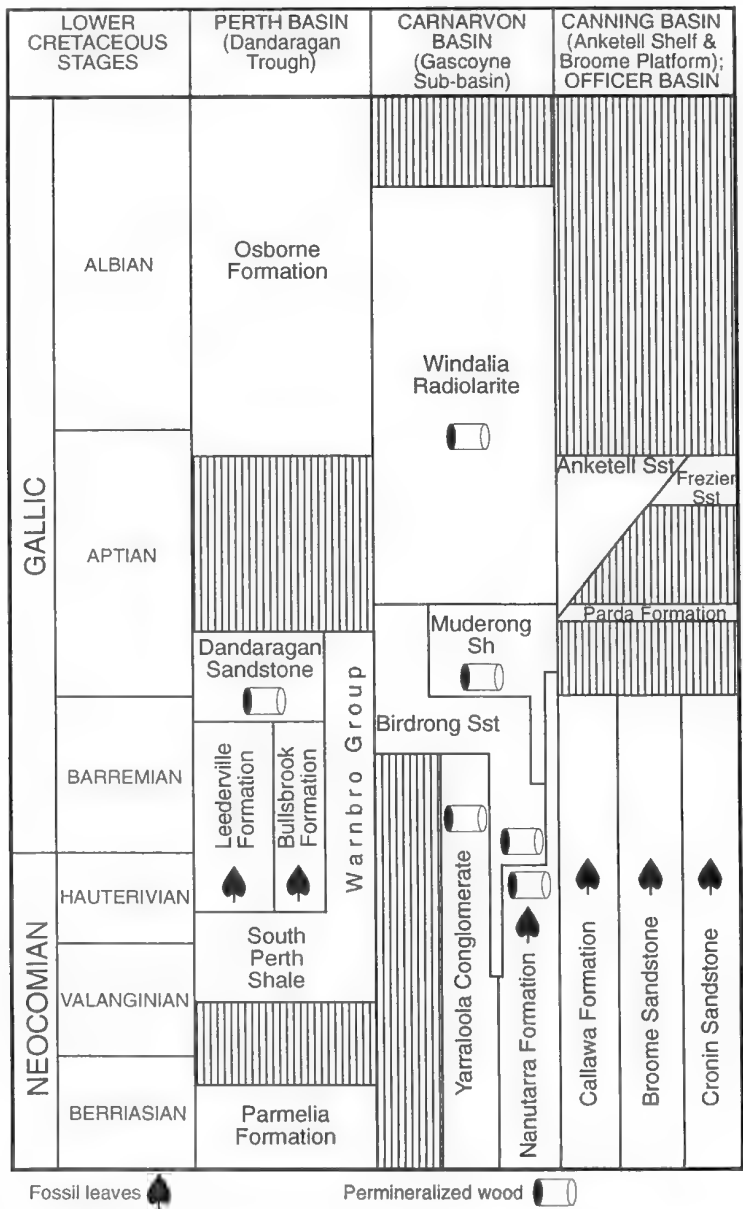 LOWER
CRETACEOUS
STAGES
PERTH BASIN
(Dandaragan
Trough)
CARNARVON
BASIN
(Gascoyne
Sub-basin)
CANNING BASIN
(Anketell Shelf &
Broome Platform);
OFFICER BASIN
GALLIC
NEOCOMIAN
ALBIAN
APTIAN
BARREMIAN
HAUTERIVIAN
VALANGINIAN
BERRIASIAN
Osborne
Formation
Dandaragan
Sandstone
Leederville
Formation
Bullsbrook
Formation
Warnbro Group
South
Perth
Shale
Parmelia
Formation
Windalia
Radiolarite
Muderong
Sh
Birdrong Sst
Yarraloola Conglomerate
Nanutarra Formation
Anketell Sst
Frezier
Sst
Parda Formation
Callawa Formation
Broome Sandstone
Cronin Sandstone
Fossil leaves
Permineralized wood